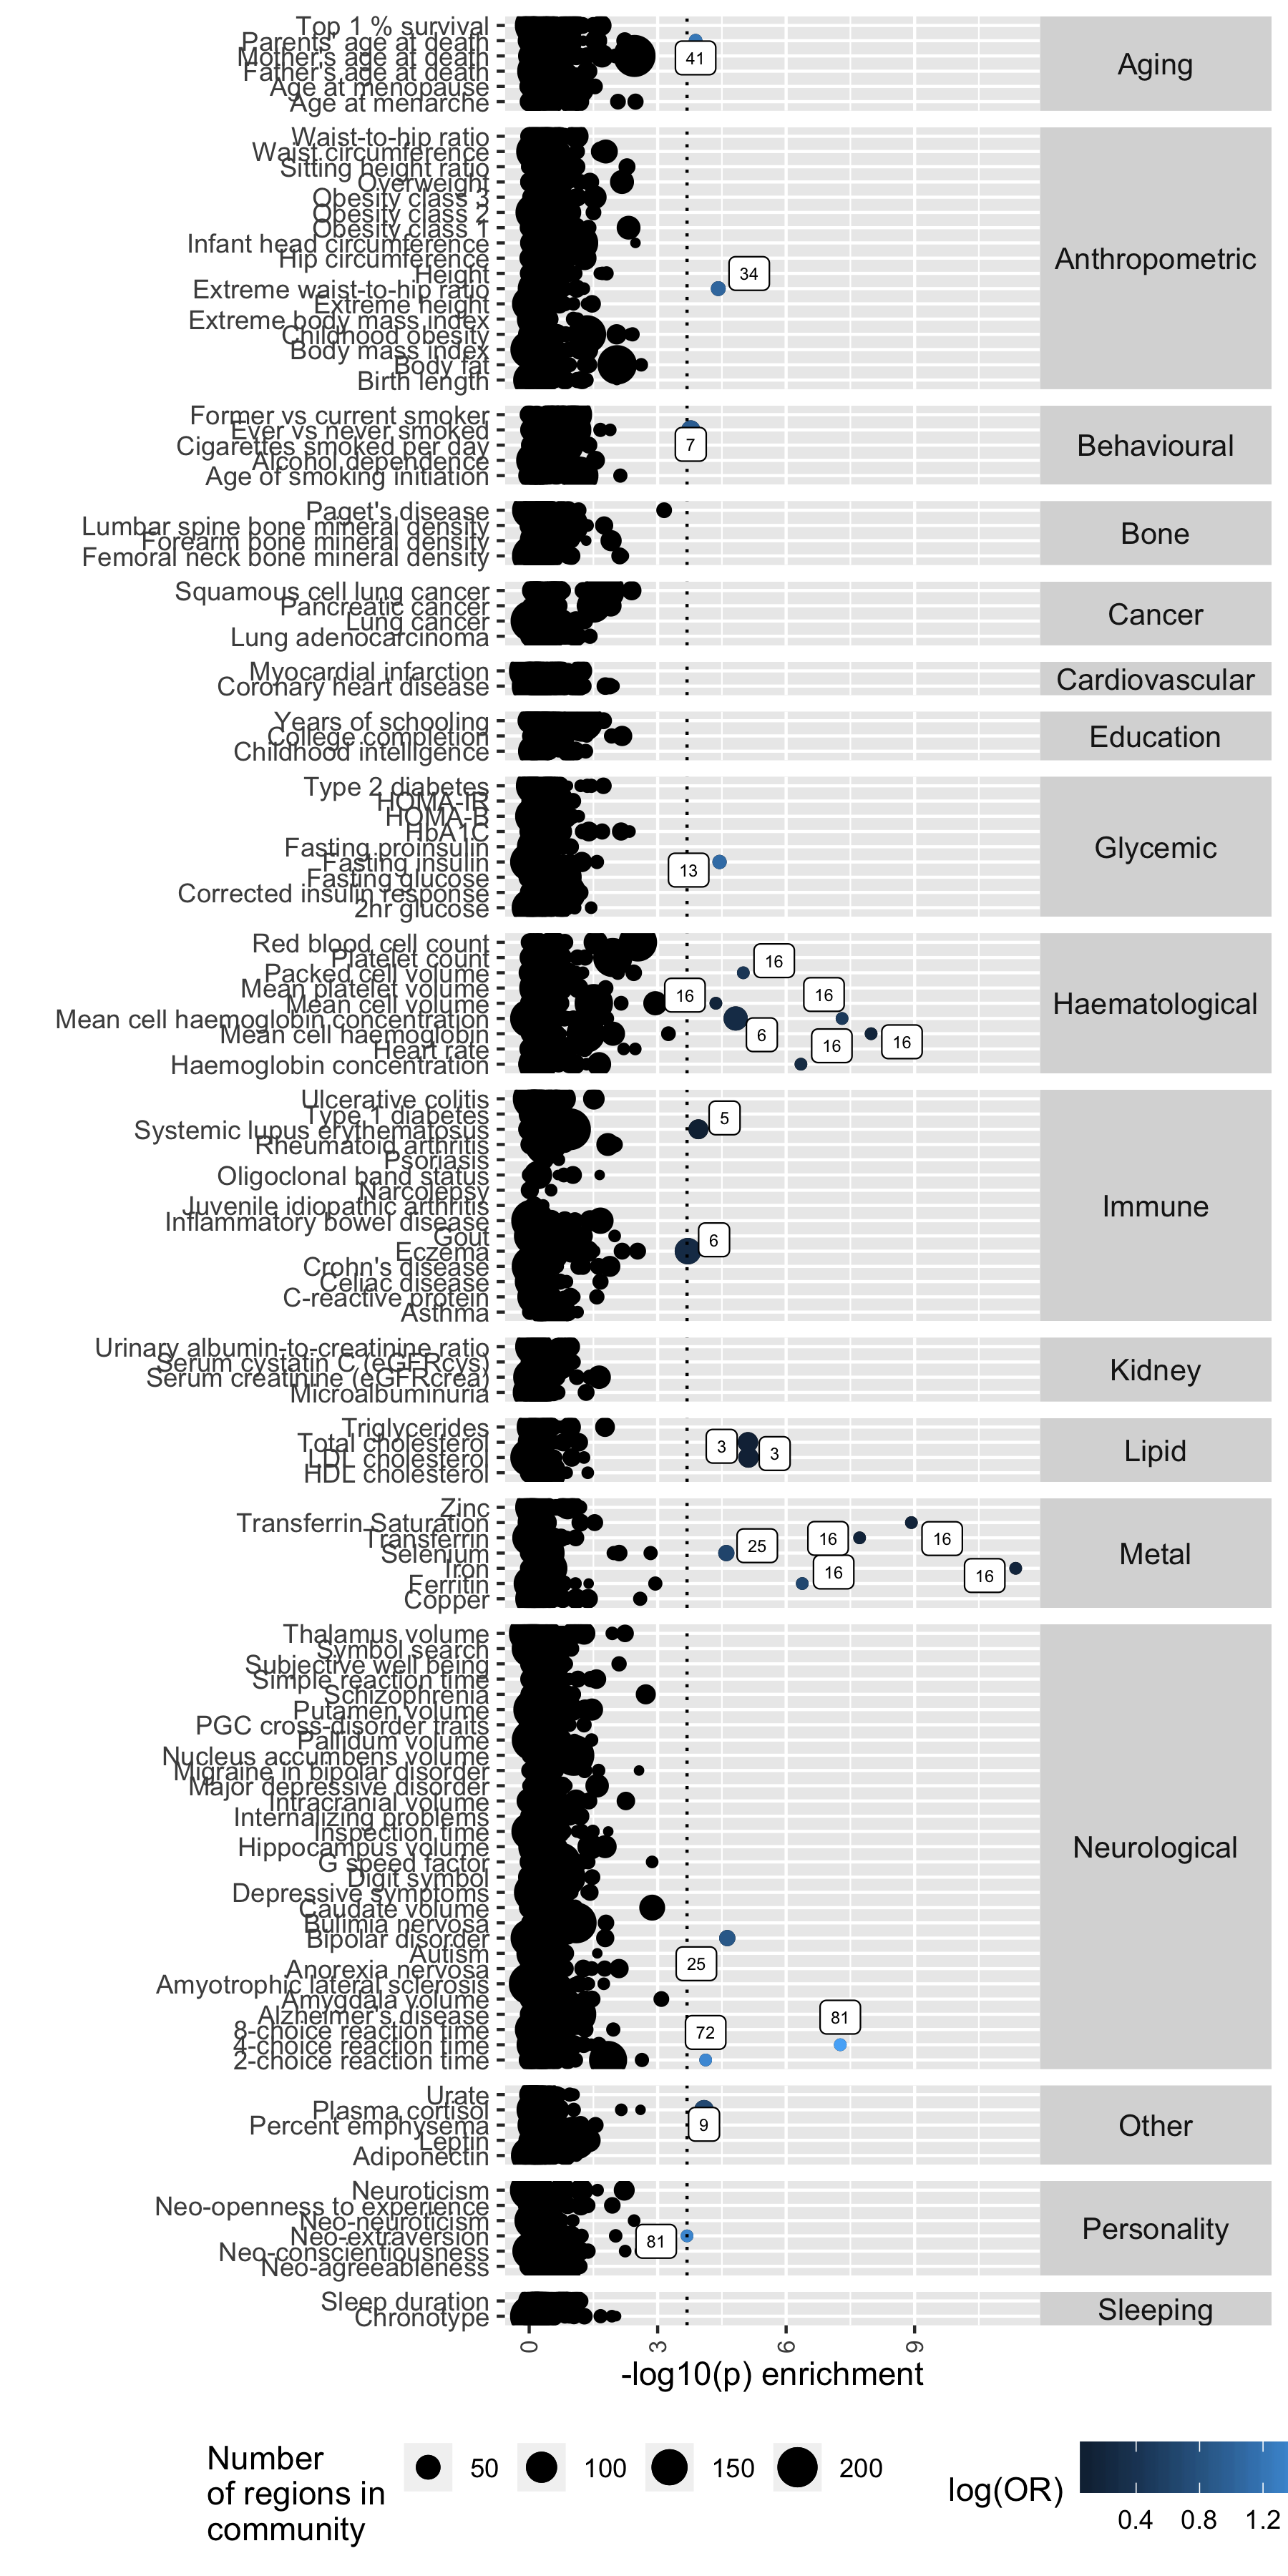 Top 1 % survival
Parents' age at death
Mother's age at death
Father's age at death
Age at menopause
Age at menarche
41
Aging
Waist-to-hip ratio
Waist circumference
Sitting height ratio
Overweight
Obesity class 3
Obesity class 2
Obesity class 1
Infant head circumference
Hip circumference
Height
Extreme waist-to-hip ratio
Extreme height
Extreme body mass index
Childhood obesity
Body mass index
Body fat
Birth length
34
Anthropometric
Former vs current smoker
Ever vs never smoked
Cigarettes smoked per day
Alcohol dependence
Age of smoking initiation
7
Behavioural
Paget's disease
Lumbar spine bone mineral density
Forearm bone mineral density
Femoral neck bone mineral density
Bone
Squamous cell lung cancer
Pancreatic cancer
Lung cancer
Lung adenocarcinoma
Cancer
Myocardial infarction
Coronary heart disease
Cardiovascular
Years of schooling
College completion
Childhood intelligence
Education
Type 2 diabetes
HOMA-IR
HOMA-B
HbA1C
Fasting proinsulin
Fasting insulin
Fasting glucose
Corrected insulin response
2hr glucose
13
Glycemic
Red blood cell count
Platelet count
Packed cell volume
Mean platelet volume
Mean cell volume
Mean cell haemoglobin concentration
Mean cell haemoglobin
Heart rate
Haemoglobin concentration
16
16
16
6
16
16
Haematological
Ulcerative colitis
Type 1 diabetes
Systemic lupus erythematosus
Rheumatoid arthritis
Psoriasis
Oligoclonal band status
Narcolepsy
Juvenile idiopathic arthritis
Inflammatory bowel disease
Gout
Eczema
Crohn's disease
Celiac disease
C-reactive protein
Asthma
5
6
Immune
Urinary albumin-to-creatinine ratio
Serum cystatin C (eGFRcys)
Serum creatinine (eGFRcrea)
Microalbuminuria
Kidney
Triglycerides
Total cholesterol
LDL cholesterol
HDL cholesterol
3
3
Lipid
Zinc
Transferrin Saturation
Transferrin
Selenium
Iron
Ferritin
Copper
25
16
16
16
16
Metal
Thalamus volume
Symbol search
Subjective well being
Simple reaction time
Schizophrenia
Putamen volume
PGC cross-disorder traits
Pallidum volume
Nucleus accumbens volume
Migraine in bipolar disorder
Major depressive disorder
Intracranial volume
Internalizing problems
Inspection time
Hippocampus volume
G speed factor
Digit symbol
Depressive symptoms
Caudate volume
Bulimia nervosa
Bipolar disorder
Autism
Anorexia nervosa
Amyotrophic lateral sclerosis
Amygdala volume
Alzheimer's disease
8-choice reaction time
4-choice reaction time
2-choice reaction time
25
72
81
Neurological
Urate
Plasma cortisol
Percent emphysema
Leptin
Adiponectin
9
Other
Neuroticism
Neo-openness to experience
Neo-neuroticism
Neo-extraversion
Neo-conscientiousness
Neo-agreeableness
81
Personality
Sleep duration
Chronotype
Sleeping
0 3 6 9
-log10(p) enrichment
Number
of regions in
community
50 100 150 200
log(OR)
0.4 0.8 1.2